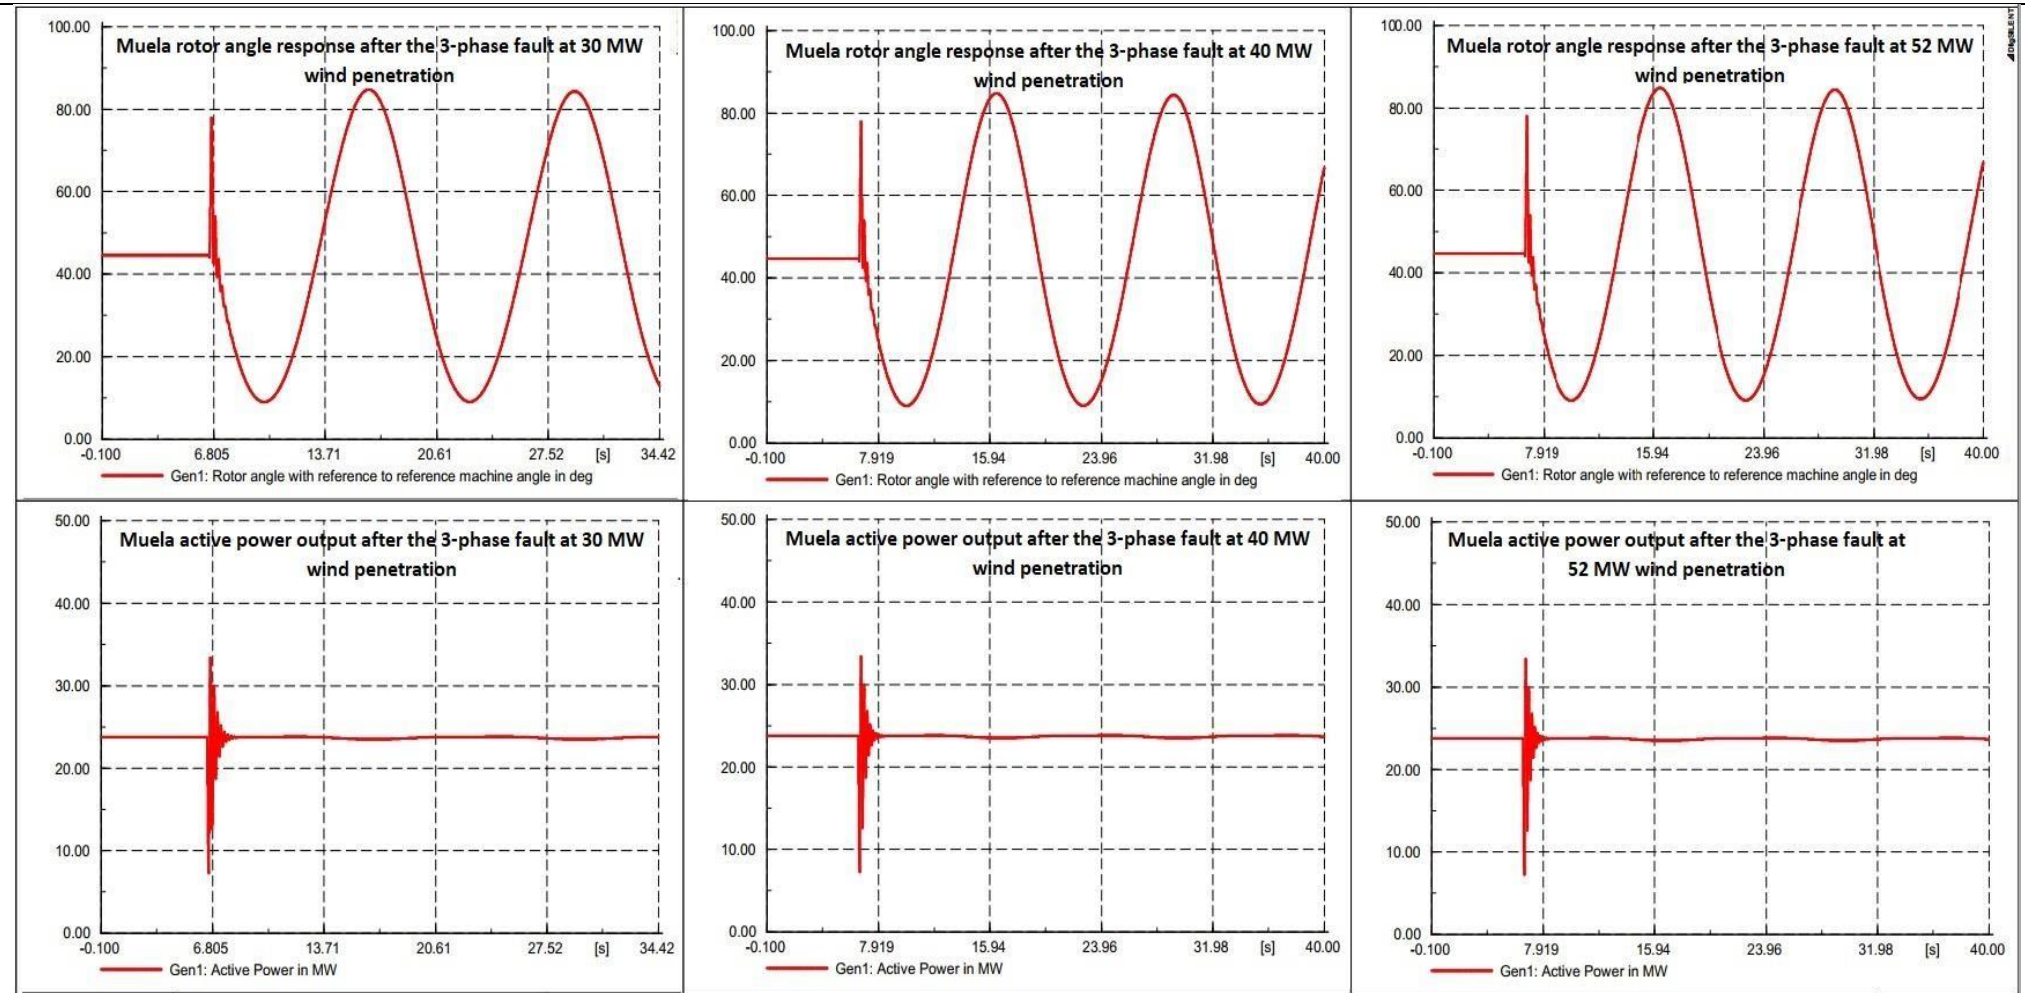 Muela rotor angle response after the 3-phase fault at 30 MW
wind penetration
100.00
80.00
60.00
40.00
20.00
0.00
-0.100
6.805
13.71
20.61
27.52
[s]
34.42
Gen1: Rotor angle with reference to reference machine angle in deg
Muela rotor angle response after the 3-phase fault at 40 MW
wind penetration
100.00
80.00
60.00
40.00
20.00
0.00
-0.100
7.919
15.94
23.96
31.98
[s]
40.00
Gen1: Rotor angle with reference to reference machine angle in deg
Muela rotor angle response after the 3-phase fault at 52 MW
wind penetration
100.00
80.00
60.00
40.00
20.00
0.00
-0.100
7.919
15.94
23.96
31.98
[s]
40.00
Gen1: Rotor angle with reference to reference machine angle in deg
DIgSILENT
Muela active power output after the 3-phase fault at 30 MW
wind penetration
50.00
40.00
30.00
20.00
10.00
0.00
-0.100
6.805
13.71
20.61
27.52
[s]
34.42
Gen1: Active Power in MW
Muela active power output after the 3-phase fault at 40 MW
wind penetration
50.00
40.00
30.00
20.00
10.00
0.00
-0.100
7.919
15.94
23.96
31.98
[s]
40.00
Gen1: Active Power in MW
Muela active power output after the 3-phase fault at
52 MW wind penetration
50.00
40.00
30.00
20.00
10.00
0.00
-0.100
7.919
15.94
23.96
31.98
[s]
40.00
Gen1: Active Power in MW